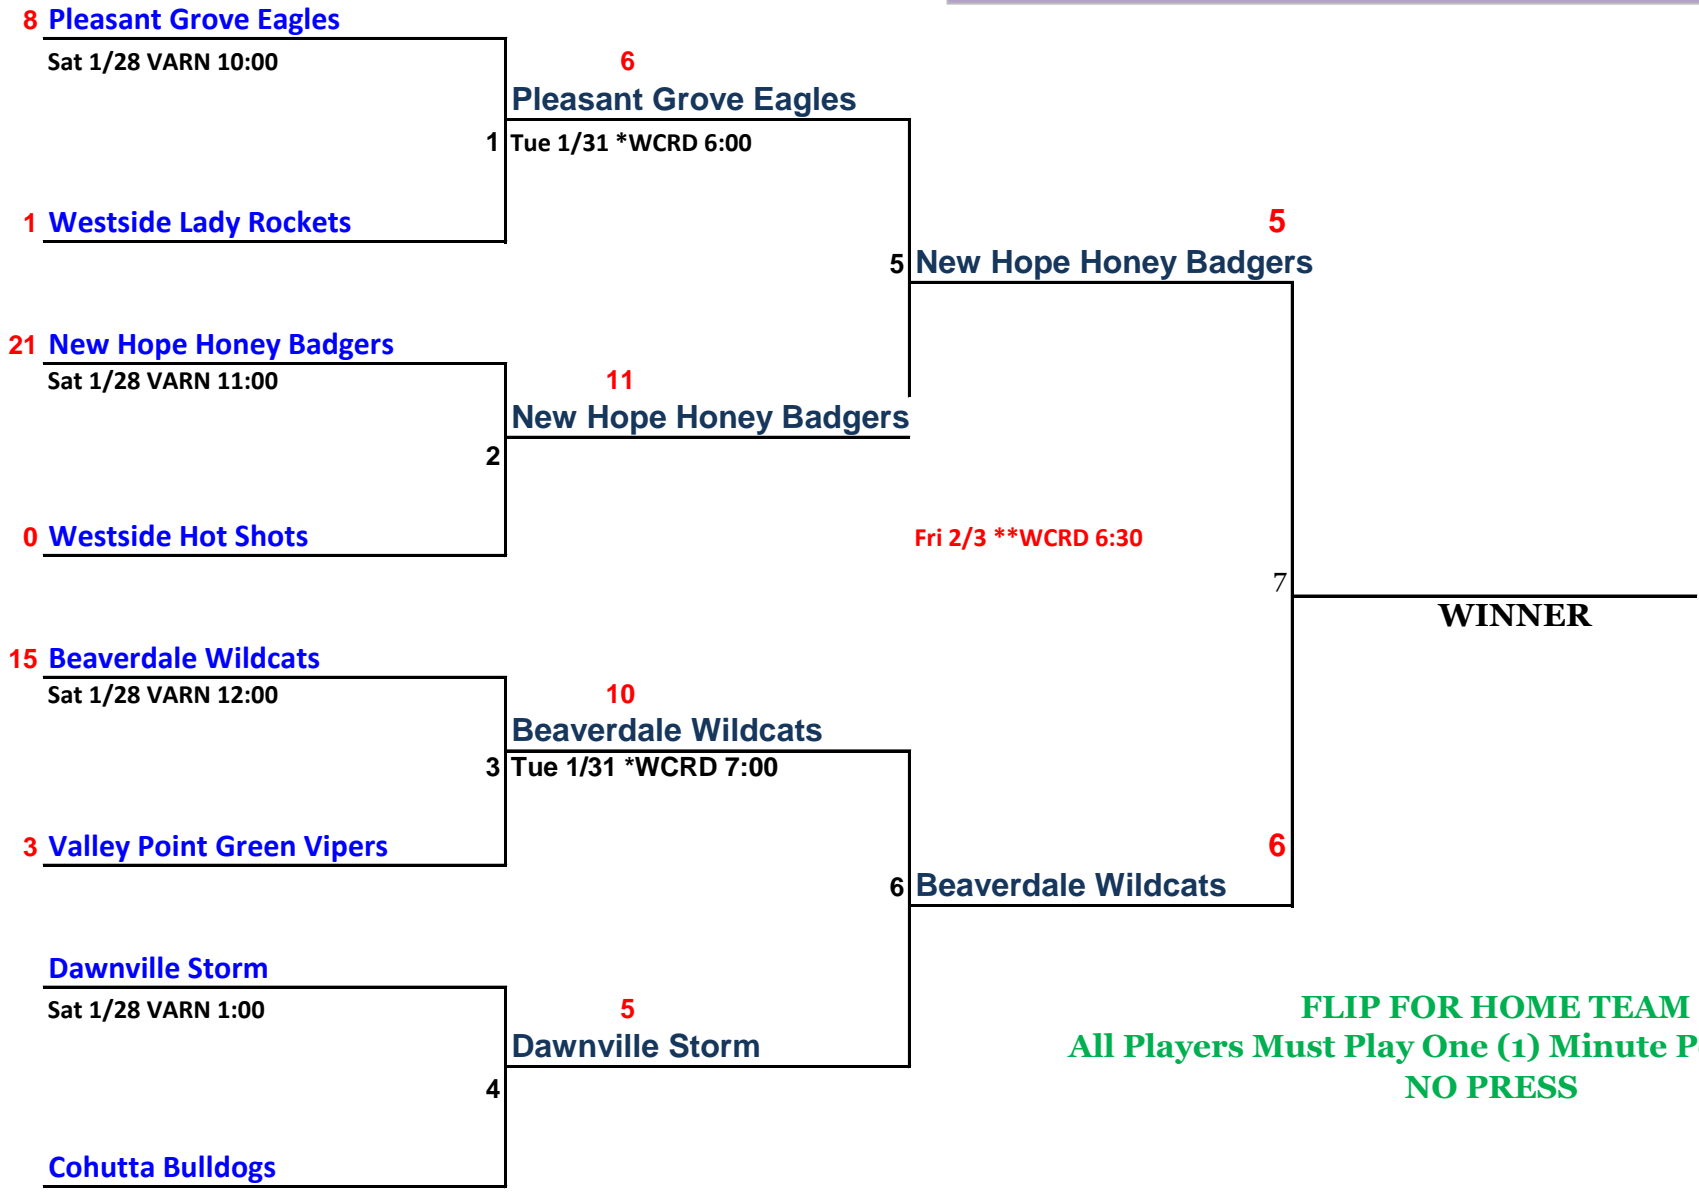 8 Pleasant Grove Eagles
Sat 1/28 VARN 10:00
6
Pleasant Grove Eagles
1 Tue 1/31 *WCRD 6:00
1 Westside Lady Rockets
5
5 New Hope Honey Badgers
21 New Hope Honey Badgers
Sat 1/28 VARN 11:00
11
New Hope Honey Badgers
2
0 Westside Hot Shots
Fri 2/3 **WCRD 6:30
7
WINNER
15 Beaverdale Wildcats
Sat 1/28 VARN 12:00
10
Beaverdale Wildcats
3 Tue 1/31 *WCRD 7:00
3 Valley Point Green Vipers
6
6 Beaverdale Wildcats
Dawnville Storm
Sat 1/28 VARN 1:00
5
Dawnville Storm
4
Cohutta Bulldogs
FLIP FOR HOME TEAM
All Players Must Play One (1) Minute
NO PRESS